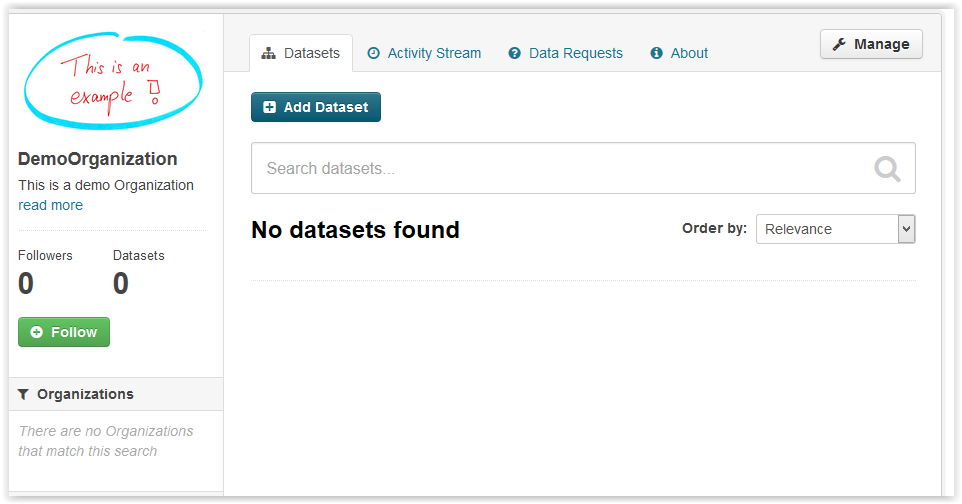 This is an
example !
DemoOrganization
This is a demo Organization
read more
Followers
Datasets
0
0
Follow
Organizations
There are no Organizations
that match this search
Datasets
Activity Stream
Data Requests
About
Manage
Add Dataset
Search datasets...
No datasets found
Order by:
Relevance